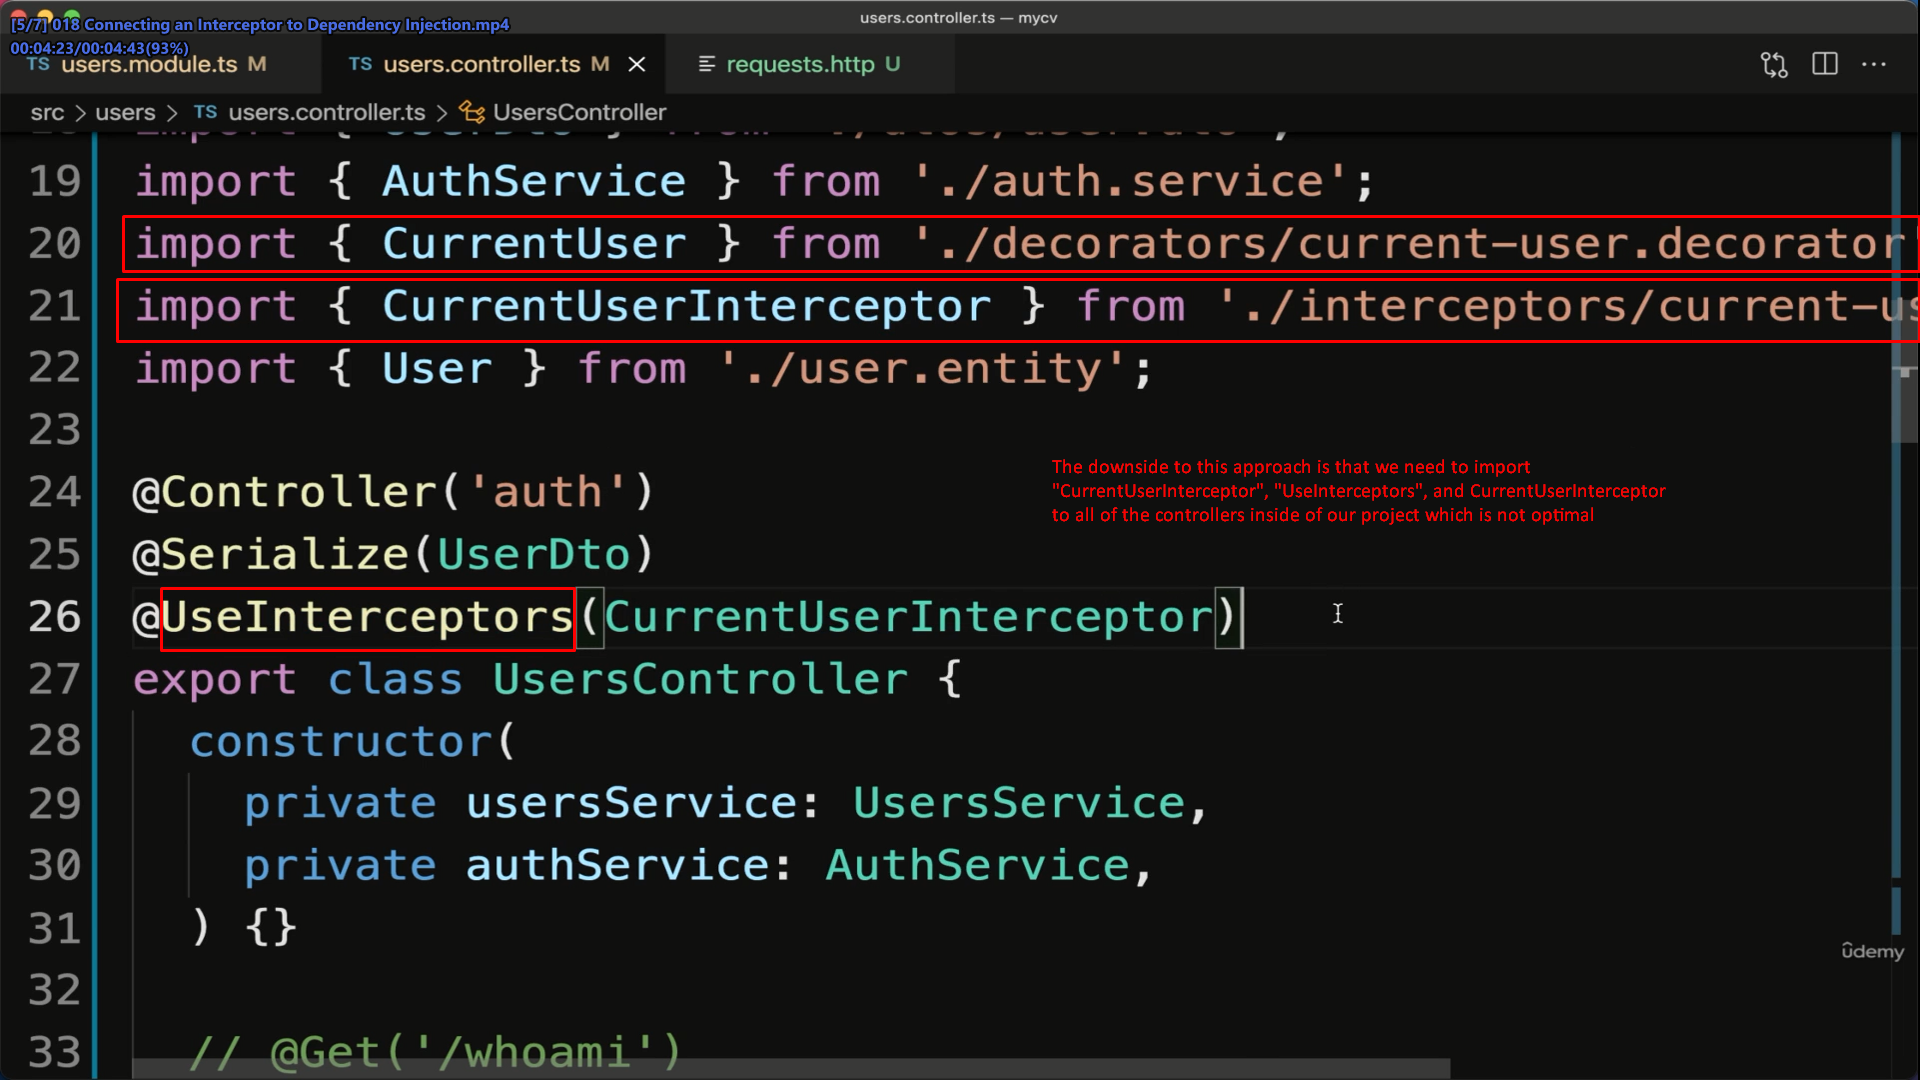 users.controller.ts — mycv
[5/7] 018 Connecting an Interceptor to Dependency Injection.mp4
00:04:23/00:04:43(93%)
TS users.module.ts M
TS users.controller.ts M
requests.http U
src > users > TS users.controller.ts > UsersController
19 import { AuthService } from './auth.service';
20 import { CurrentUser } from './decorators/current-user.decorator'
21 import { CurrentUserInterceptor } from './interceptors/current-us
22 import { User } from './user.entity';
23
24 @Controller('auth')
The downside to this approach is that we need to import
"CurrentUserInterceptor", "UseInterceptors", and CurrentUserInterceptor
to all of the controllers inside of our project which is not optimal
25 @Serialize(UserDto)
26 @UseInterceptors(CurrentUserInterceptor)
27 export class UsersController {
28 constructor(
29 private usersService: UsersService,
30 private authService: AuthService,
31 ) {}
32
33 // @Get('/whoami')
ûdemy